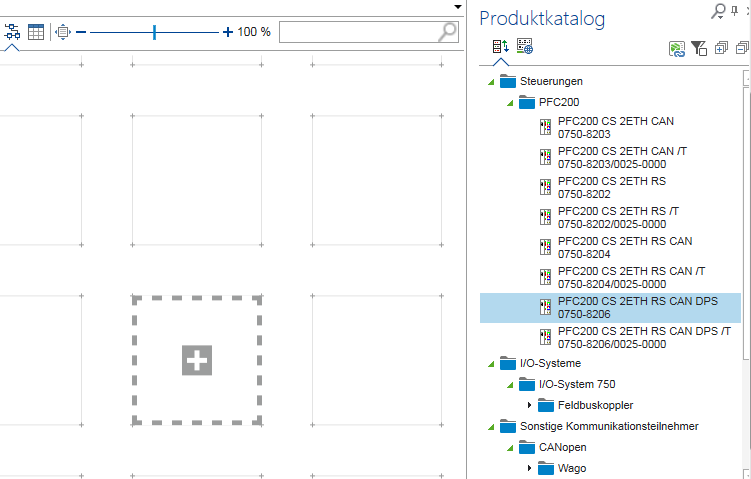 100 %
Produktkatalog
Steuerungen
PFC200
PFC200 CS 2ETH CAN
0750-8203
PFC200 CS 2ETH CAN /T
0750-8203/0025-0000
PFC200 CS 2ETH RS
0750-8202
PFC200 CS 2ETH RS /T
0750-8202/0025-0000
PFC200 CS 2ETH RS CAN
0750-8204
PFC200 CS 2ETH RS CAN /T
0750-8204/0025-0000
PFC200 CS 2ETH RS CAN DPS
0750-8206
PFC200 CS 2ETH RS CAN DPS /T
0750-8206/0025-0000
I/O-Systeme
I/O-System 750
Feldbuskoppler
Sonstige Kommunikationsteilnehmer
CANopen
Wago